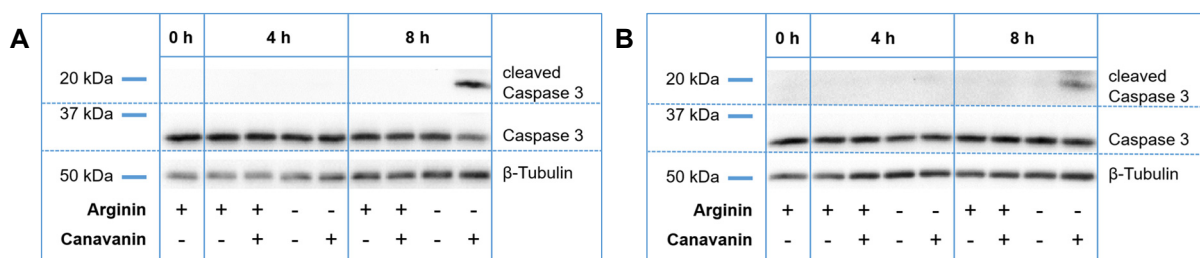 A
0 h 4 h 8 h
20 kDa cleaved
Caspase 3
37 kDa
Caspase 3
50 kDa β-Tubulin
Arginin + + + - - + + - -
Canavanin - - + - + - + - +
B
0 h 4 h 8 h
20 kDa cleaved
Caspase 3
37 kDa
Caspase 3
50 kDa β-Tubulin
Arginin + + + - - + + - -
Canavanin - - + - + - + - +